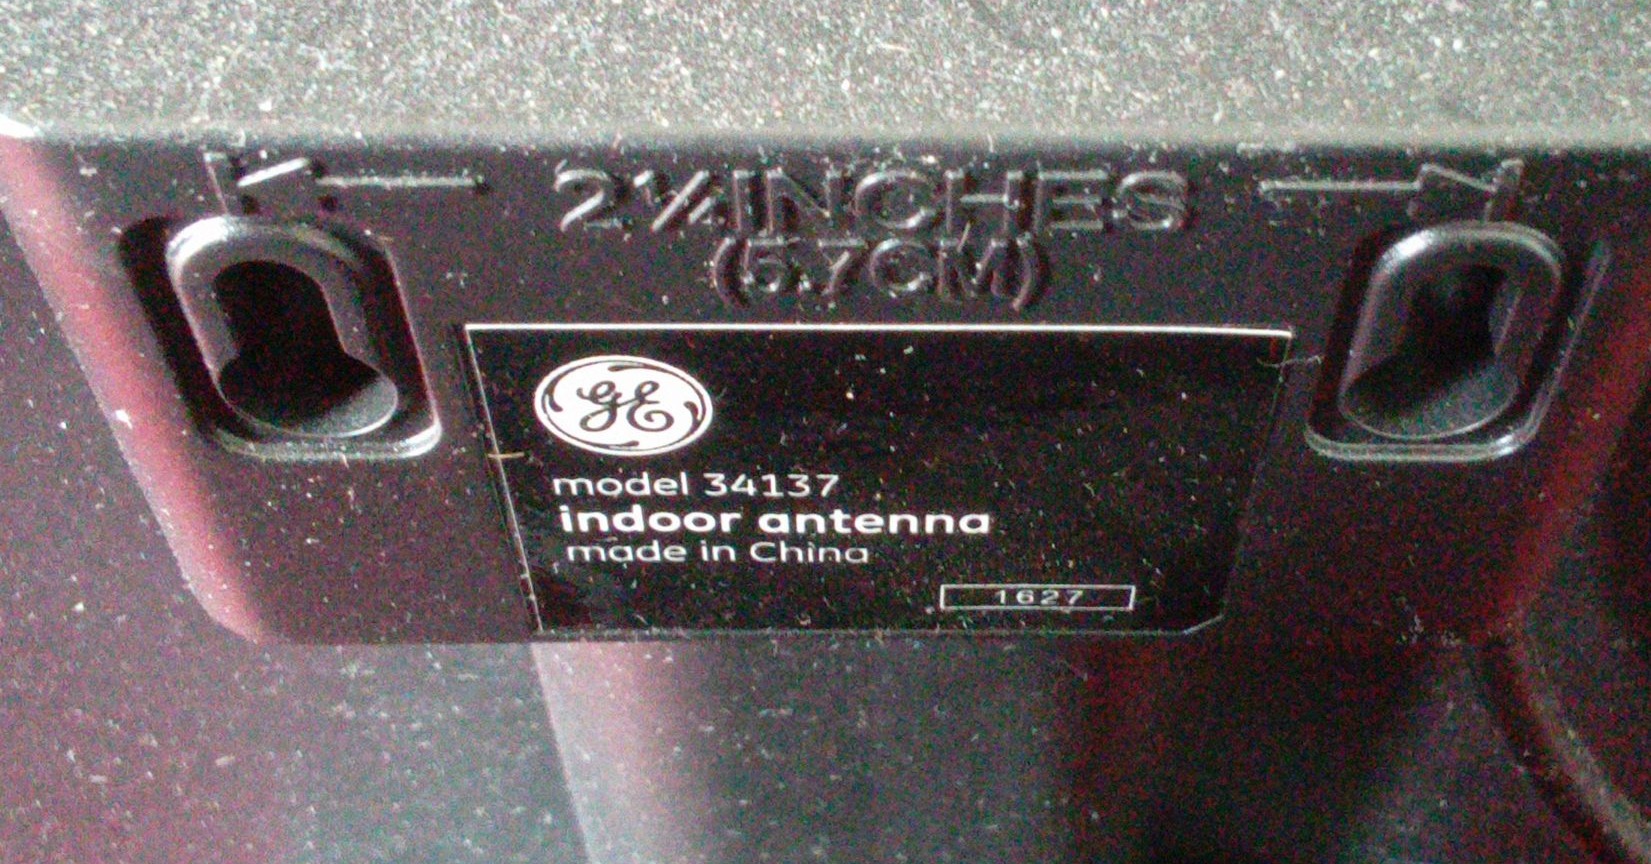 2¼ INCHES
(5.7CM)
GE
model 34137
indoor antenna
made in China
1627